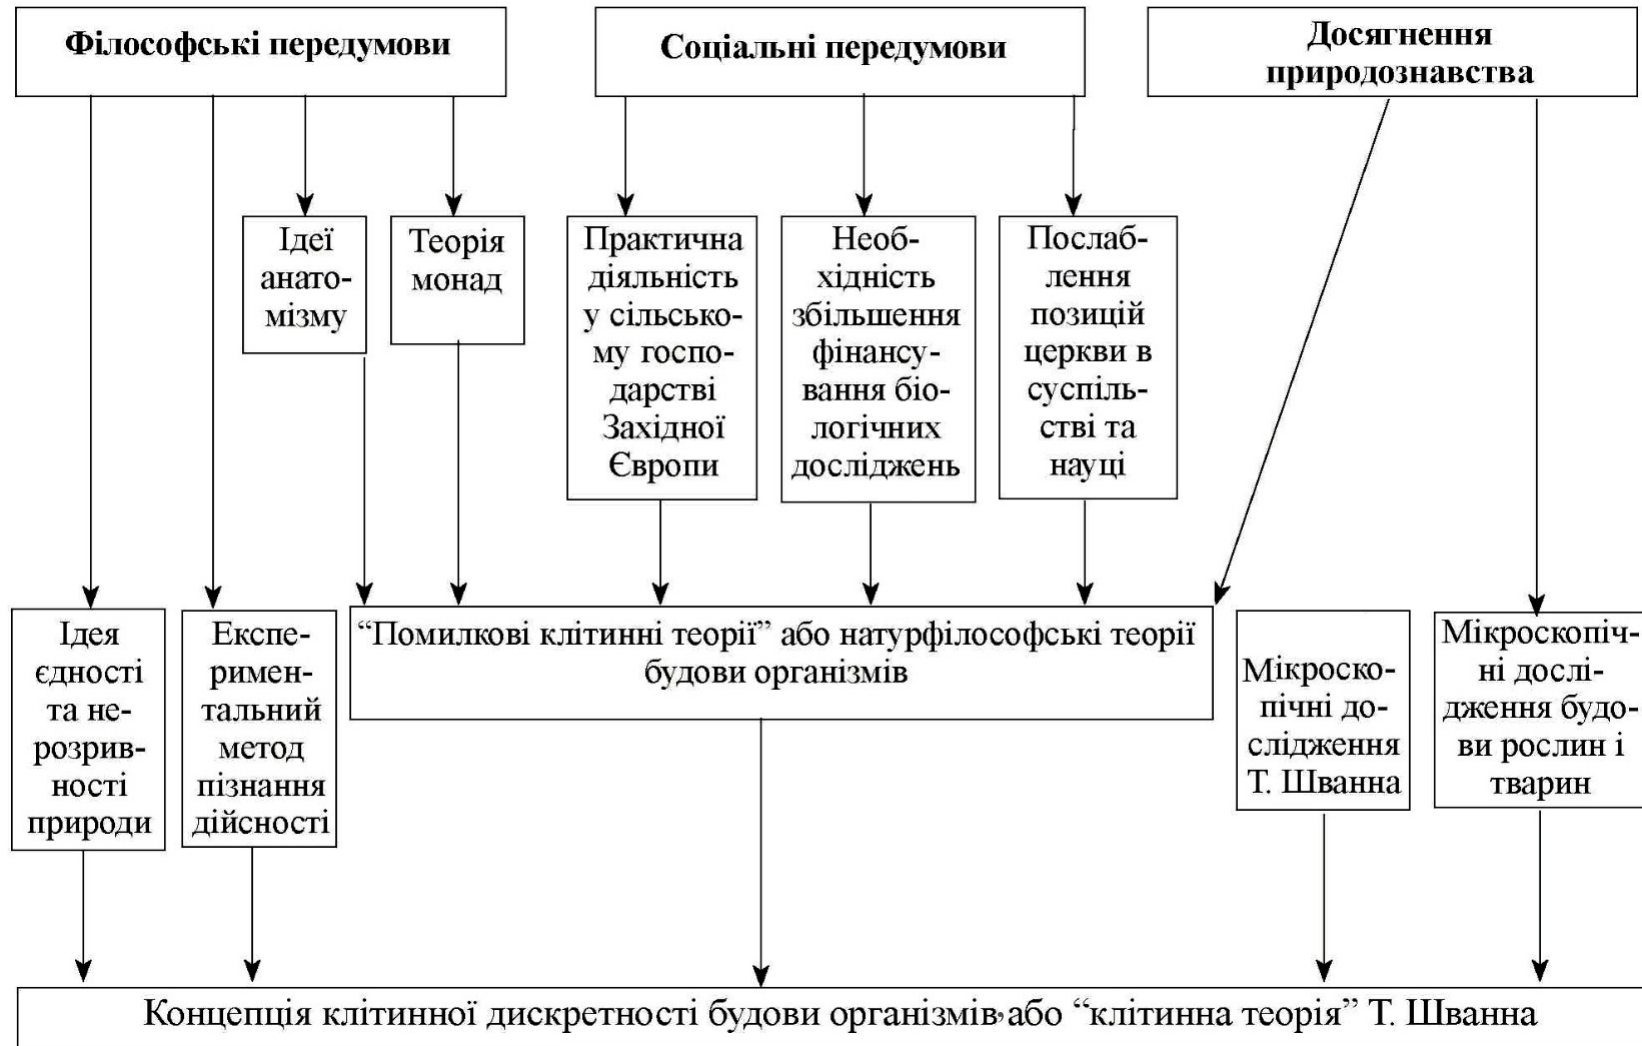 Філософські передумови
Соціальні передумови
Досягнення
природознавства
Ідеї
анато-
мізму
Теорія
монад
Практична
діяльність
у сільсько-
му госпо-
дарстві
Західної
Європи
Необ-
хідність
збільшення
фінансу-
вання біо-
логічних
досліджень
Послаб-
лення
позицій
церкви в
суспіль-
стві та
науці
Ідея
єдності
та не-
розрив-
ності
природи
Експе-
римен-
тальний
метод
пізнання
дійсності
“Помилкові клітинні теорії” або натурфілософські теорії
будови організмів
Мікроско-
пічні до-
слідження
Т. Шванна
Мікроскопіч-
ні дослі-
дження будо-
ви рослин і
тварин
Концепція клітинної дискретності будови організмів, або “клітинна теорія” Т. Шванна